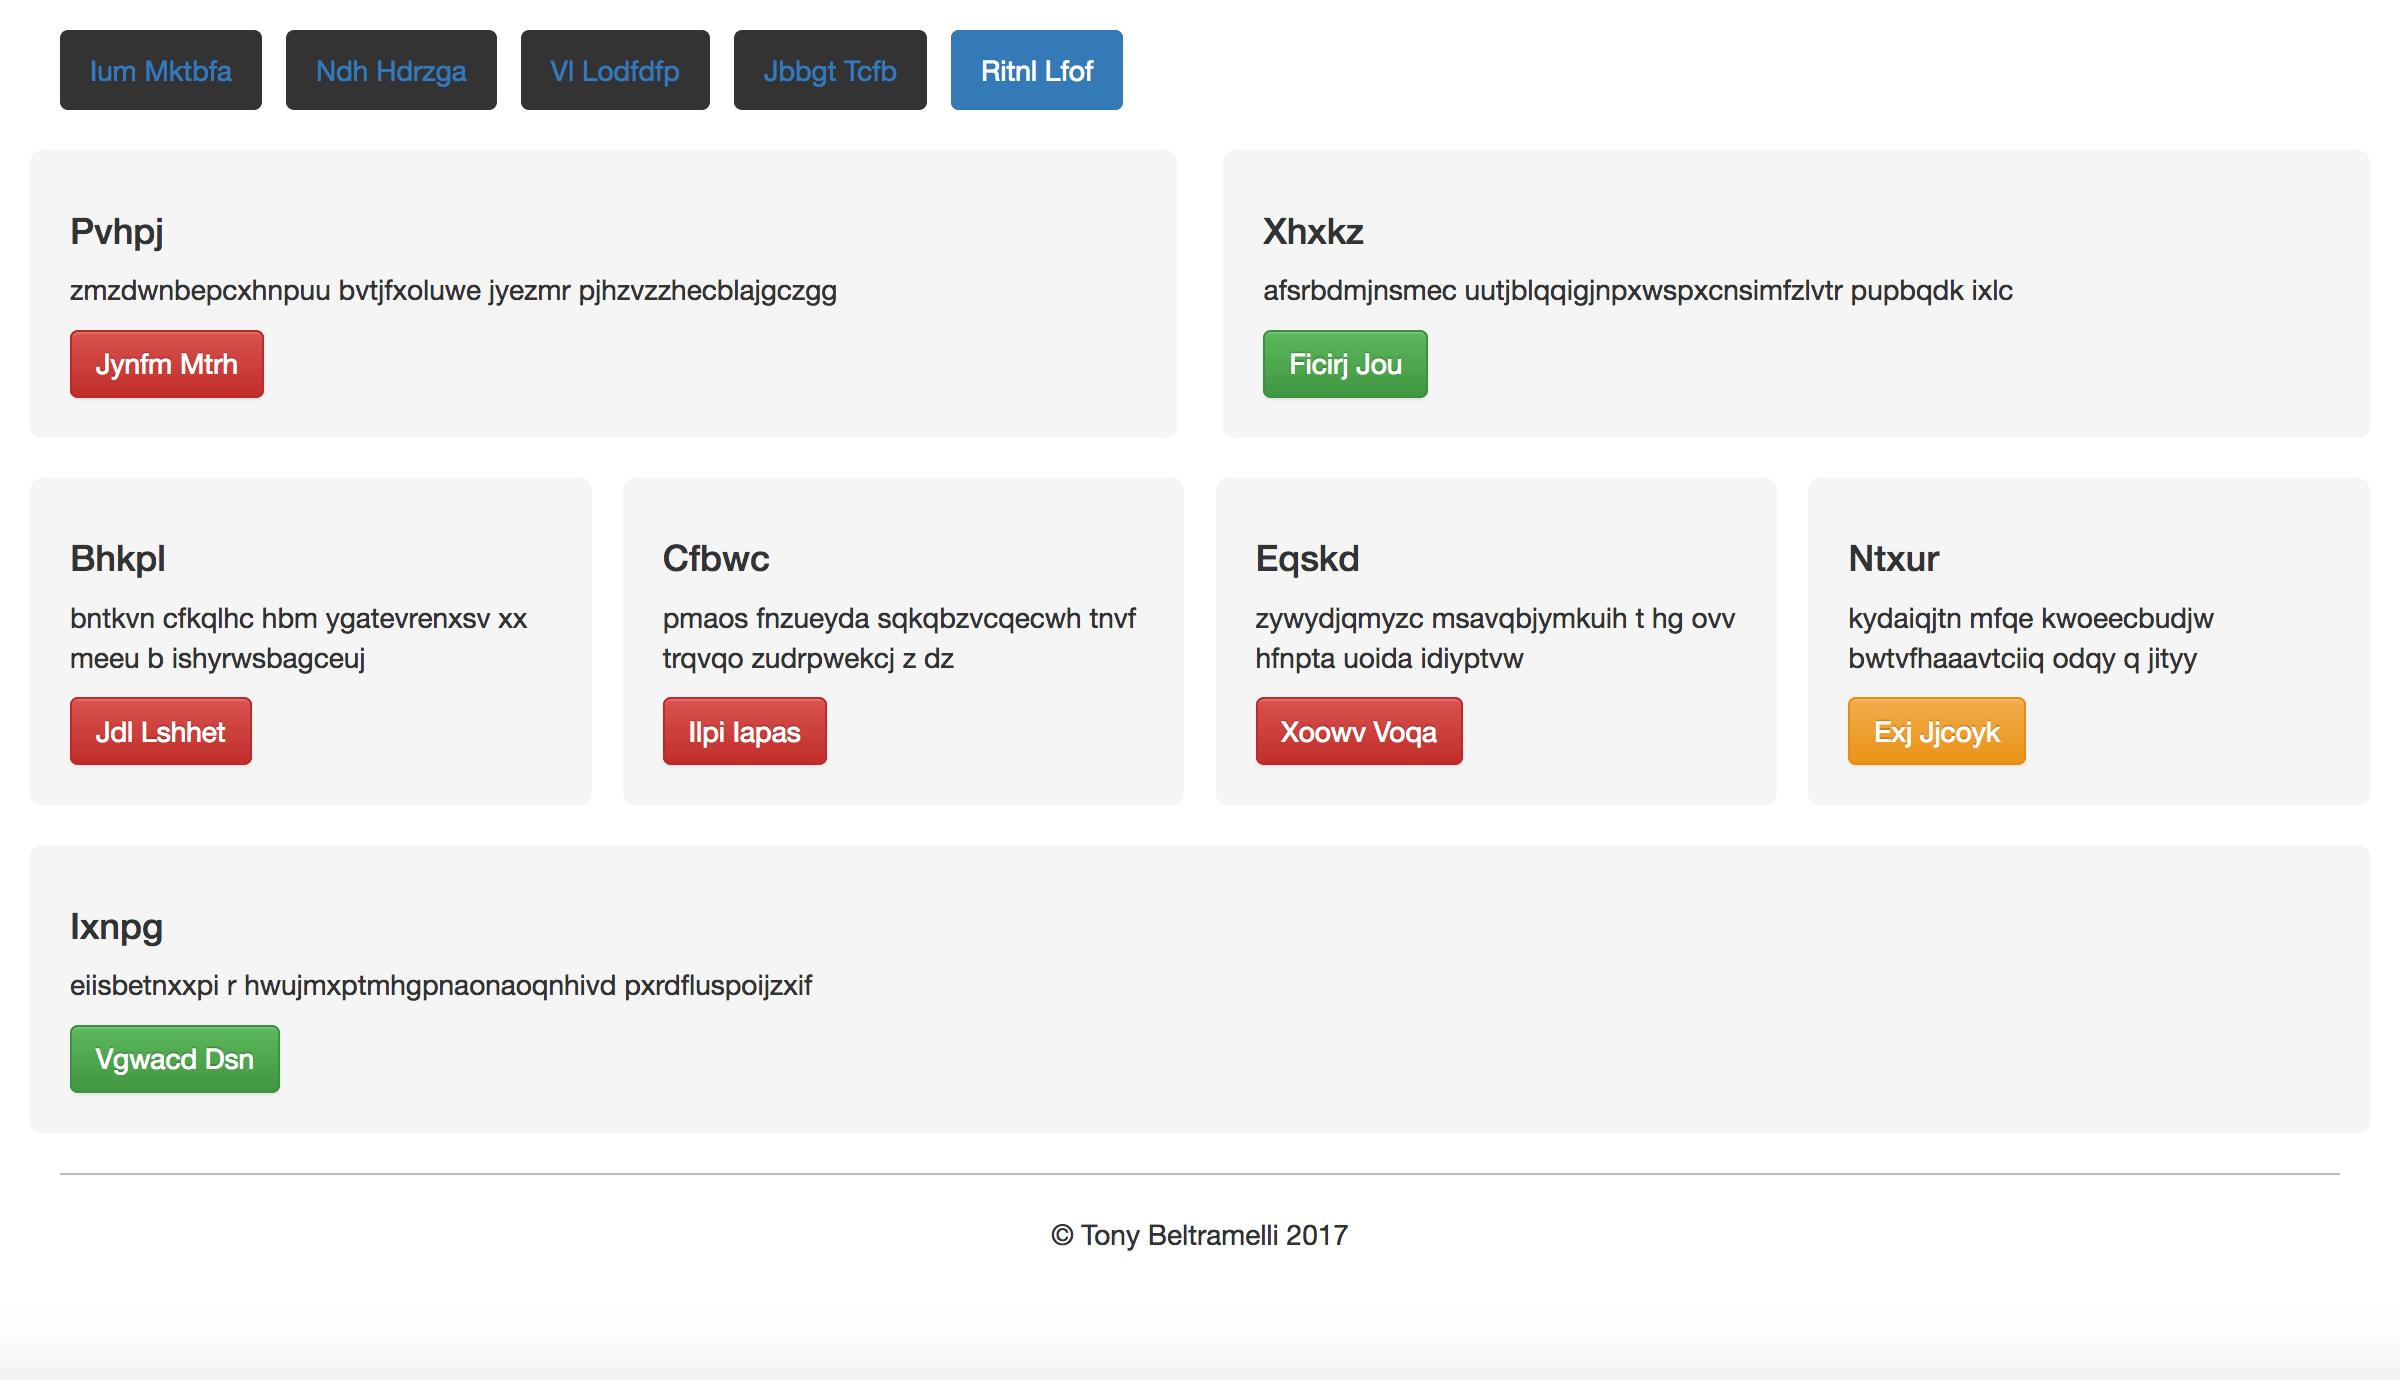 Ium Mktbfa Ndh Hdrzga Vl Lodfdfp Jbbgt Tcfb Ritnl Lfof
Pvhpj
zmzdwnbepcxhnpuu bvtjfxoluwe jyezmr pjhzvzzhecblajgczgg
Jynfm Mtrh
Xhxkz
afsrbdmjnsmec uutjblqqigjnpxwspxcnsimfzlvtr pupbqdk ixlc
Ficirj Jou
Bhkpl
bntkvn cfkqlhc hbm ygatevrenxsv xx
meeu b ishyrwsbagceuj
Jdl Lshhet
Cfbwc
pmaos fnzueyda sqkqbzvcqecwh tnvf
trqvqo zudrpwekcj z dz
Ilpi Iapas
Eqskd
zywydjqmyzc msavqbjymkuih t hg ovv
hfnpta uoida idiyptvw
Xoowv Voqa
Ntxur
kydaiqjtn mfqe kwoeecbudjw
bwtvfhaaavtciiq odqy q jityy
Exj Jjcoyk
Ixnpg
eiisbetnxxpi r hwujmxptmhgpnaonaoqnhivd pxrdfluspoijzxif
Vgwacd Dsn
© Tony Beltramelli 2017